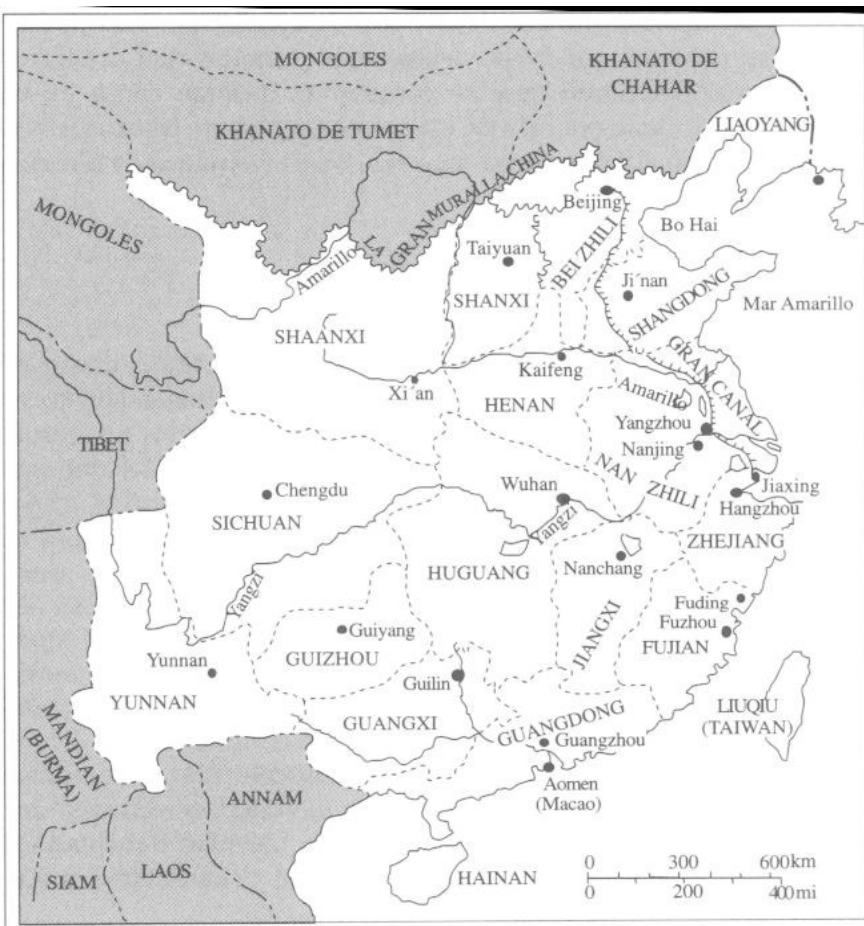 MONGOLES
KHANATO DE
CHAHAR
KHANATO DE TUMET
LIAOYANG
MONGOLES
LA GRAN MURALLA CHINA
Beijing
Bo Hai
Amarillo
Taiyuan
BEI ZHILI
Ji´nan
SHANXI
SHANGDONG
Mar Amarillo
SHAANXI
GRAN CANAL
Xi´an
Kaifeng
HENAN
Amarillo
Yangzhou
TIBET
Nanjing
NAN ZHILI
Chengdu
Wuhan
Jiaxing
Hangzhou
SICHUAN
Yangzi
ZHEJIANG
Yangzi
HUGUANG
Nanchang
Fuding
Fuzhou
Guiyang
JIANGXI
FUJIAN
GUIZHOU
Yunnan
Guilin
YUNNAN
LIUQIU
(TAIWAN)
GUANGXI
GUANGDONG
Guangzhou
MANDIAN
(BURMA)
ANNAM
Aomen
(Macao)
SIAM
LAOS
HAINAN
0 300 600km
0 200 400mi